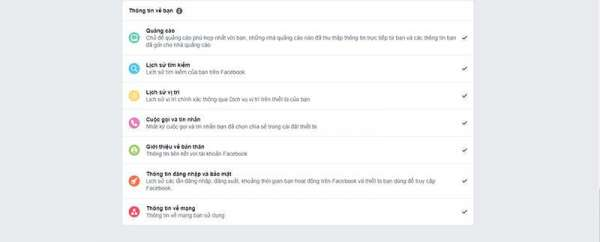 Thông tin về bạn
Quảng cáo
Chủ đề quảng cáo phù hợp nhất với bạn, những nhà quảng cáo nào đã thu thập thông tin trực tiếp từ bạn và các thông tin bạn
đã gửi cho nhà quảng cáo
Lịch sử tìm kiếm
Lịch sử tìm kiếm của bạn trên Facebook
Lịch sử vị trí
Lịch sử vị trí chính xác thông qua Dịch vụ vị trí trên thiết bị của bạn
Cuộc gọi và tin nhắn
Nhật ký cuộc gọi và tin nhắn bạn đã chọn chia sẻ trong cài đặt thiết bị
Giới thiệu về bản thân
Thông tin liên kết với tài khoản Facebook
Thông tin đăng nhập và bảo mật
Lịch sử các lần đăng nhập, đăng xuất, khoảng thời gian bạn hoạt động trên Facebook và thiết bị bạn dùng để truy cập
Facebook.
Thông tin về mạng
Thông tin về mạng bạn sử dụng